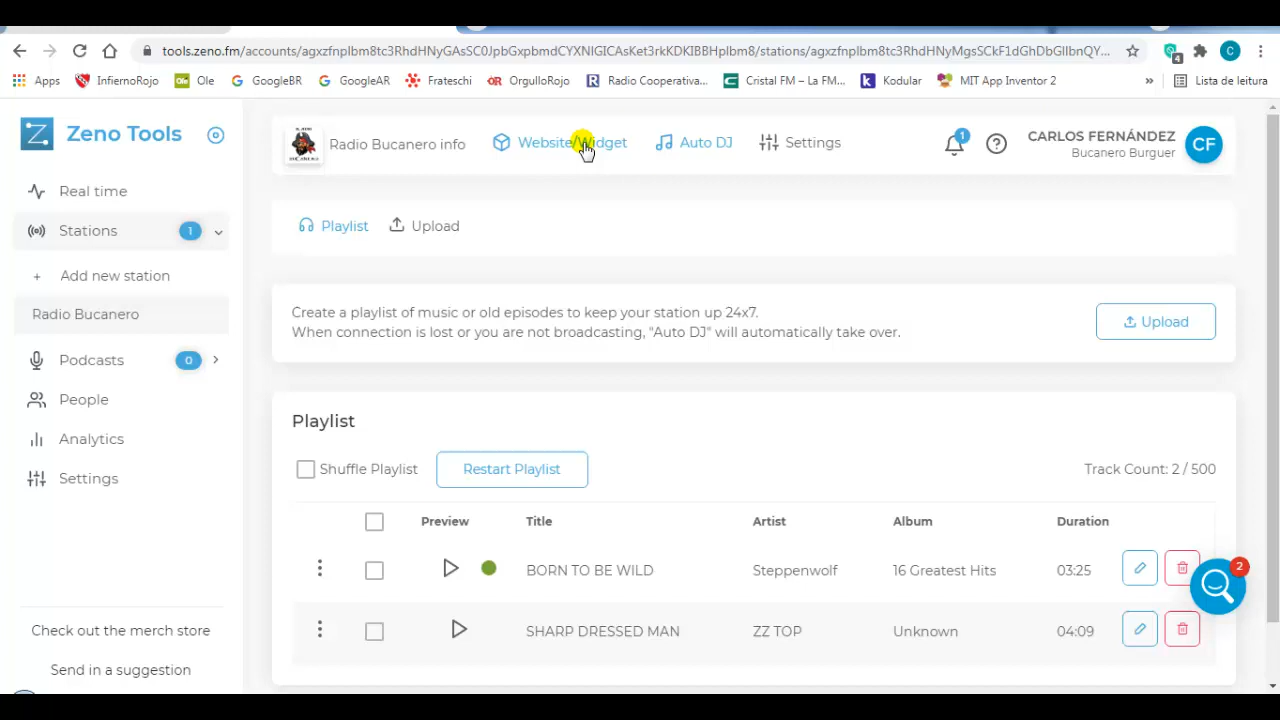 tools.zeno.fm/accounts/agxzfnplbm8tc3RhdHNyGAsSC0JpbGxpbmdCYXNlGICAsKet3rkKDKIBBHplbm8/stations/agxzfnplbm8tc3RhdHNyMgsSCkF1dGhDbGllbnQY...
4
C
Apps
InfiernoRojo
Ole
GoogleBR
GoogleAR
Frateschi
OrgulloRojo
Radio Cooperativa...
Cristal FM – La FM...
Kodular
MIT App Inventor 2
»
Lista de leitura
Zeno Tools
Radio Bucanero info
Website/Widget
Auto DJ
Settings
1
CARLOS FERNÁNDEZ
Bucanero Burguer
CF
Real time
Stations
1
+ Add new station
Radio Bucanero
Podcasts
0
People
Analytics
Settings
Check out the merch store
Send in a suggestion
Playlist
Upload
Create a playlist of music or old episodes to keep your station up 24x7.
When connection is lost or you are not broadcasting, "Auto DJ" will automatically take over.
Upload
Playlist
Shuffle Playlist
Restart Playlist
Track Count: 2 / 500
Preview Title Artist Album Duration
BORN TO BE WILD Steppenwolf 16 Greatest Hits 03:25
2
SHARP DRESSED MAN ZZ TOP Unknown 04:09